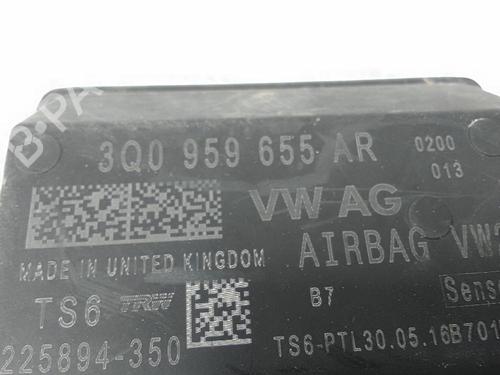 3Q0 959 655 AR
0200
013
VW AG
AIRBAG VW
MADE IN UNITED KINGDOM
TS6 TRW
B7
225894-350
TS6-PTL30.05.16B701
B-PA